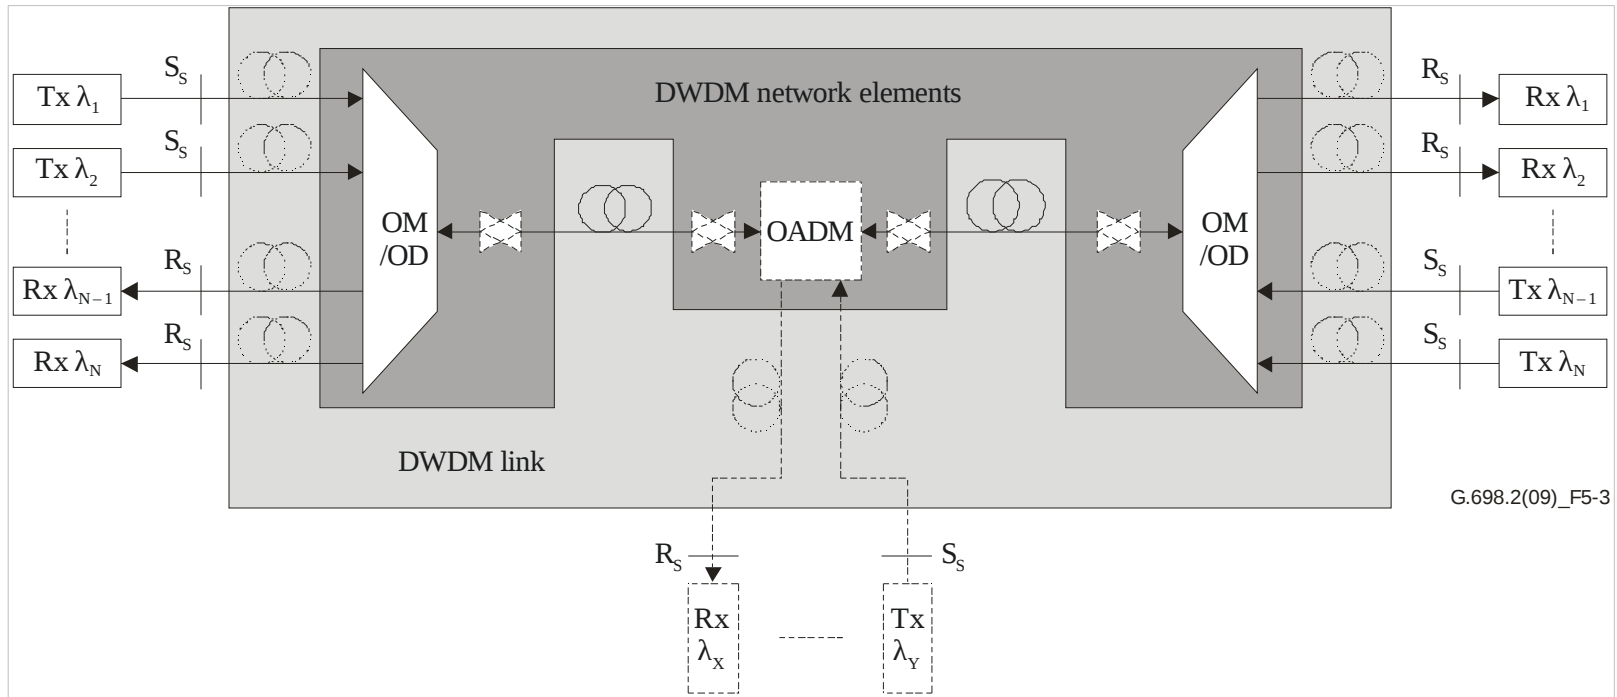 DWDM network elements
S_S
R_S
Tx λ_1
Rx λ_1
S_S
R_S
Tx λ_2
Rx λ_2
OM
/OD
OADM
OM
/OD
R_S
S_S
Rx λ_N−1
Tx λ_N−1
R_S
S_S
Rx λ_N
Tx λ_N
DWDM link
G.698.2(09)_F5-3
R_S
S_S
Rx
λ_X
Tx
λ_Y